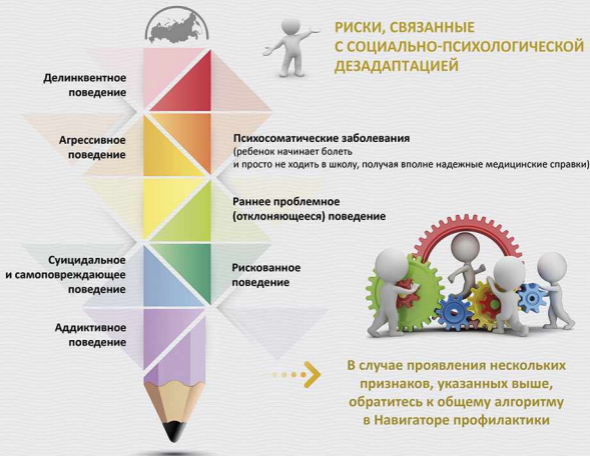 РИСКИ, СВЯЗАННЫЕ
С СОЦИАЛЬНО-ПСИХОЛОГИЧЕСКОЙ
ДЕЗАДАПТАЦИЕЙ
Делинквентное
поведение
Агрессивное
поведение
Психосоматические заболевания
(ребенок начинает болеть
и просто не ходить в школу, получая вполне надежные медицинские справки)
Раннее проблемное
(отклоняющееся) поведение
Суицидальное
и самоповреждающее
поведение
Рискованное
поведение
Аддиктивное
поведение
В случае проявления нескольких
признаков, указанных выше,
обратитесь к общему алгоритму
в Навигаторе профилактики